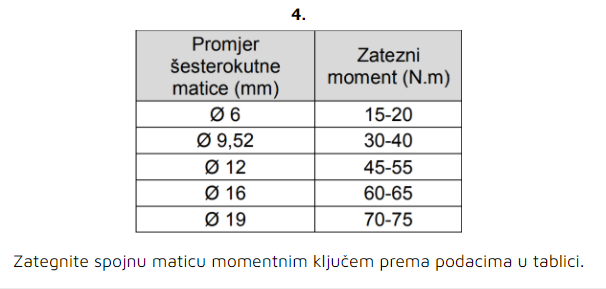 4.
Promjer
šesterokutne
matice (mm)
Zatezni
moment (N.m)
Ø 6
15-20
Ø 9,52
30-40
Ø 12
45-55
Ø 16
60-65
Ø 19
70-75
Zategnite spojnu maticu momentnim ključem prema podacima u tablici.